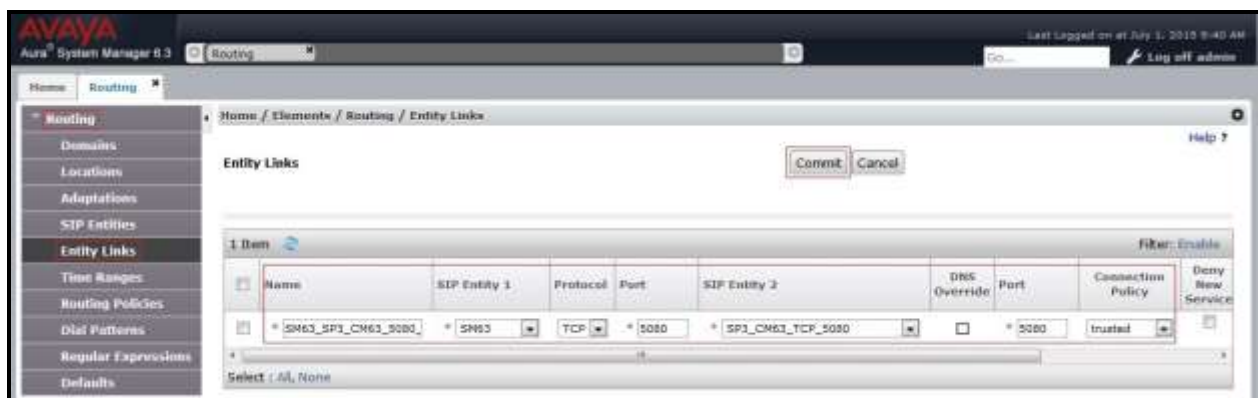 AVAYA
Last Logged on at July 1, 2015 9:40 AM
Aura® System Manager 6.3
Routing
Go...
Log off admin
Home
Routing
Routing
Home / Elements / Routing / Entity Links
Help ?
Domains
Locations
Adaptations
SIP Entities
Entity Links
Time Ranges
Routing Policies
Dial Patterns
Regular Expressions
Defaults
Entity Links
Commit
Cancel
1 Item
Filter: Enable
Name
SIP Entity 1
Protocol
Port
SIP Entity 2
DNS Override
Port
Connection Policy
Deny New Service
* SM63_SP3_CM63_5080_
* SM63
TCP
* 5080
* SP3_CM63_TCP_5080
* 5080
trusted
Select : All, None